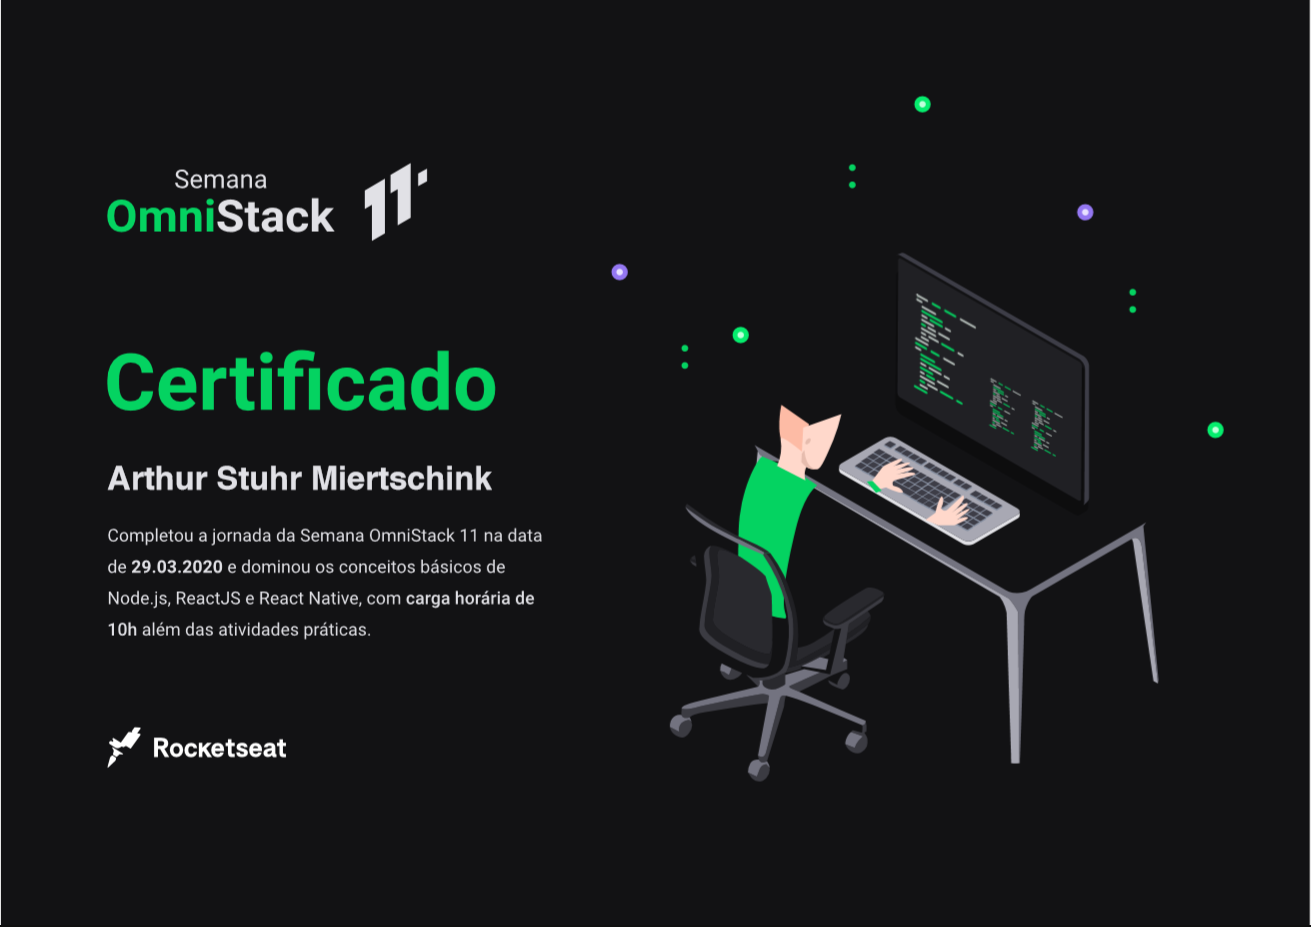 Semana
OmniStack 11
Certificado
Arthur Stuhr Miertschink
Completou a jornada da Semana OmniStack 11 na data
de 29.03.2020 e dominou os conceitos básicos de
Node.js, ReactJS e React Native, com carga horária de
10h além das atividades práticas.
Rocketseat